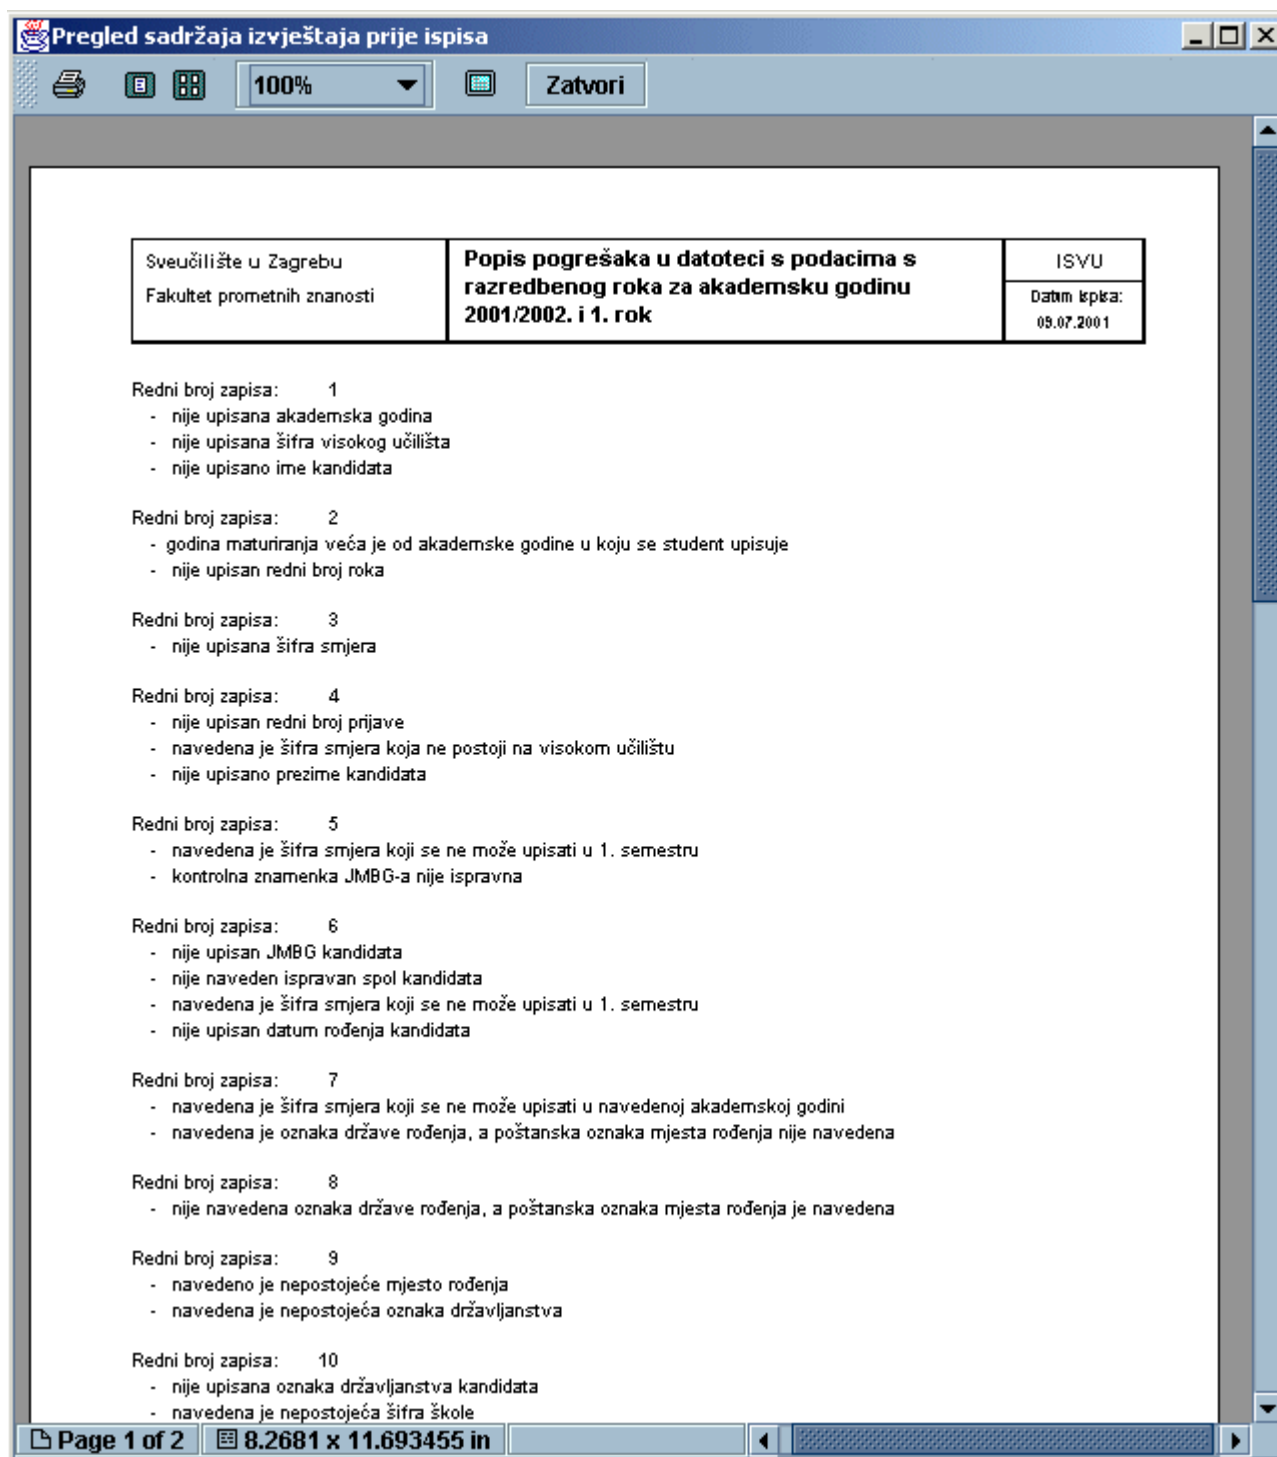 Pregled sadržaja izvještaja prije ispisa
100%
Zatvori
Sveučilište u Zagrebu
Fakultet prometnih znanosti
Popis pogrešaka u datoteci s podacima s
razredbenog roka za akademsku godinu
2001/2002. i 1. rok
ISVU
Datum ispisa:
09.07.2001
Redni broj zapisa: 1
- nije upisana akademska godina
- nije upisana šifra visokog učilišta
- nije upisano ime kandidata
Redni broj zapisa: 2
- godina maturiranja veća je od akademske godine u koju se student upisuje
- nije upisan redni broj roka
Redni broj zapisa: 3
- nije upisana šifra smjera
Redni broj zapisa: 4
- nije upisan redni broj prijave
- navedena je šifra smjera koja ne postoji na visokom učilištu
- nije upisano prezime kandidata
Redni broj zapisa: 5
- navedena je šifra smjera koji se ne može upisati u 1. semestru
- kontrolna znamenka JMBG-a nije ispravna
Redni broj zapisa: 6
- nije upisan JMBG kandidata
- nije naveden ispravan spol kandidata
- navedena je šifra smjera koji se ne može upisati u 1. semestru
- nije upisan datum rođenja kandidata
Redni broj zapisa: 7
- navedena je šifra smjera koji se ne može upisati u navedenoj akademskoj godini
- navedena je oznaka države rođenja, a poštanska oznaka mjesta rođenja nije navedena
Redni broj zapisa: 8
- nije navedena oznaka države rođenja, a poštanska oznaka mjesta rođenja je navedena
Redni broj zapisa: 9
- navedeno je nepostojeće mjesto rođenja
- navedena je nepostojeća oznaka državljanstva
Redni broj zapisa: 10
- nije upisana oznaka državljanstva kandidata
- navedena je nepostojeća šifra škole
Page 1 of 2
8.2681 x 11.693455 in